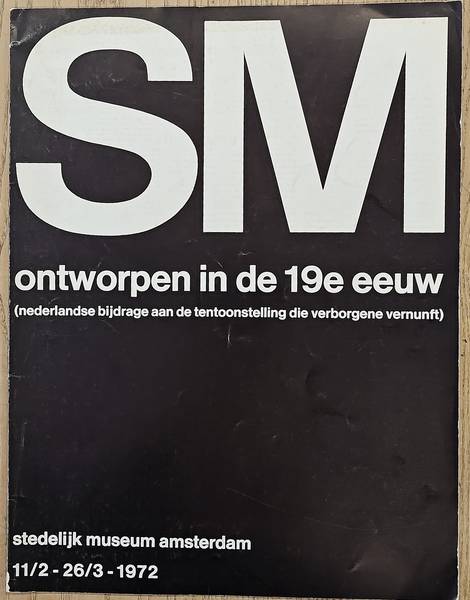 SM
ontworpen in de 19e eeuw
(nederlandse bijdrage aan de tentoonstelling die verborgene vernunft)
stedelijk museum amsterdam
11/2 - 26/3 - 1972